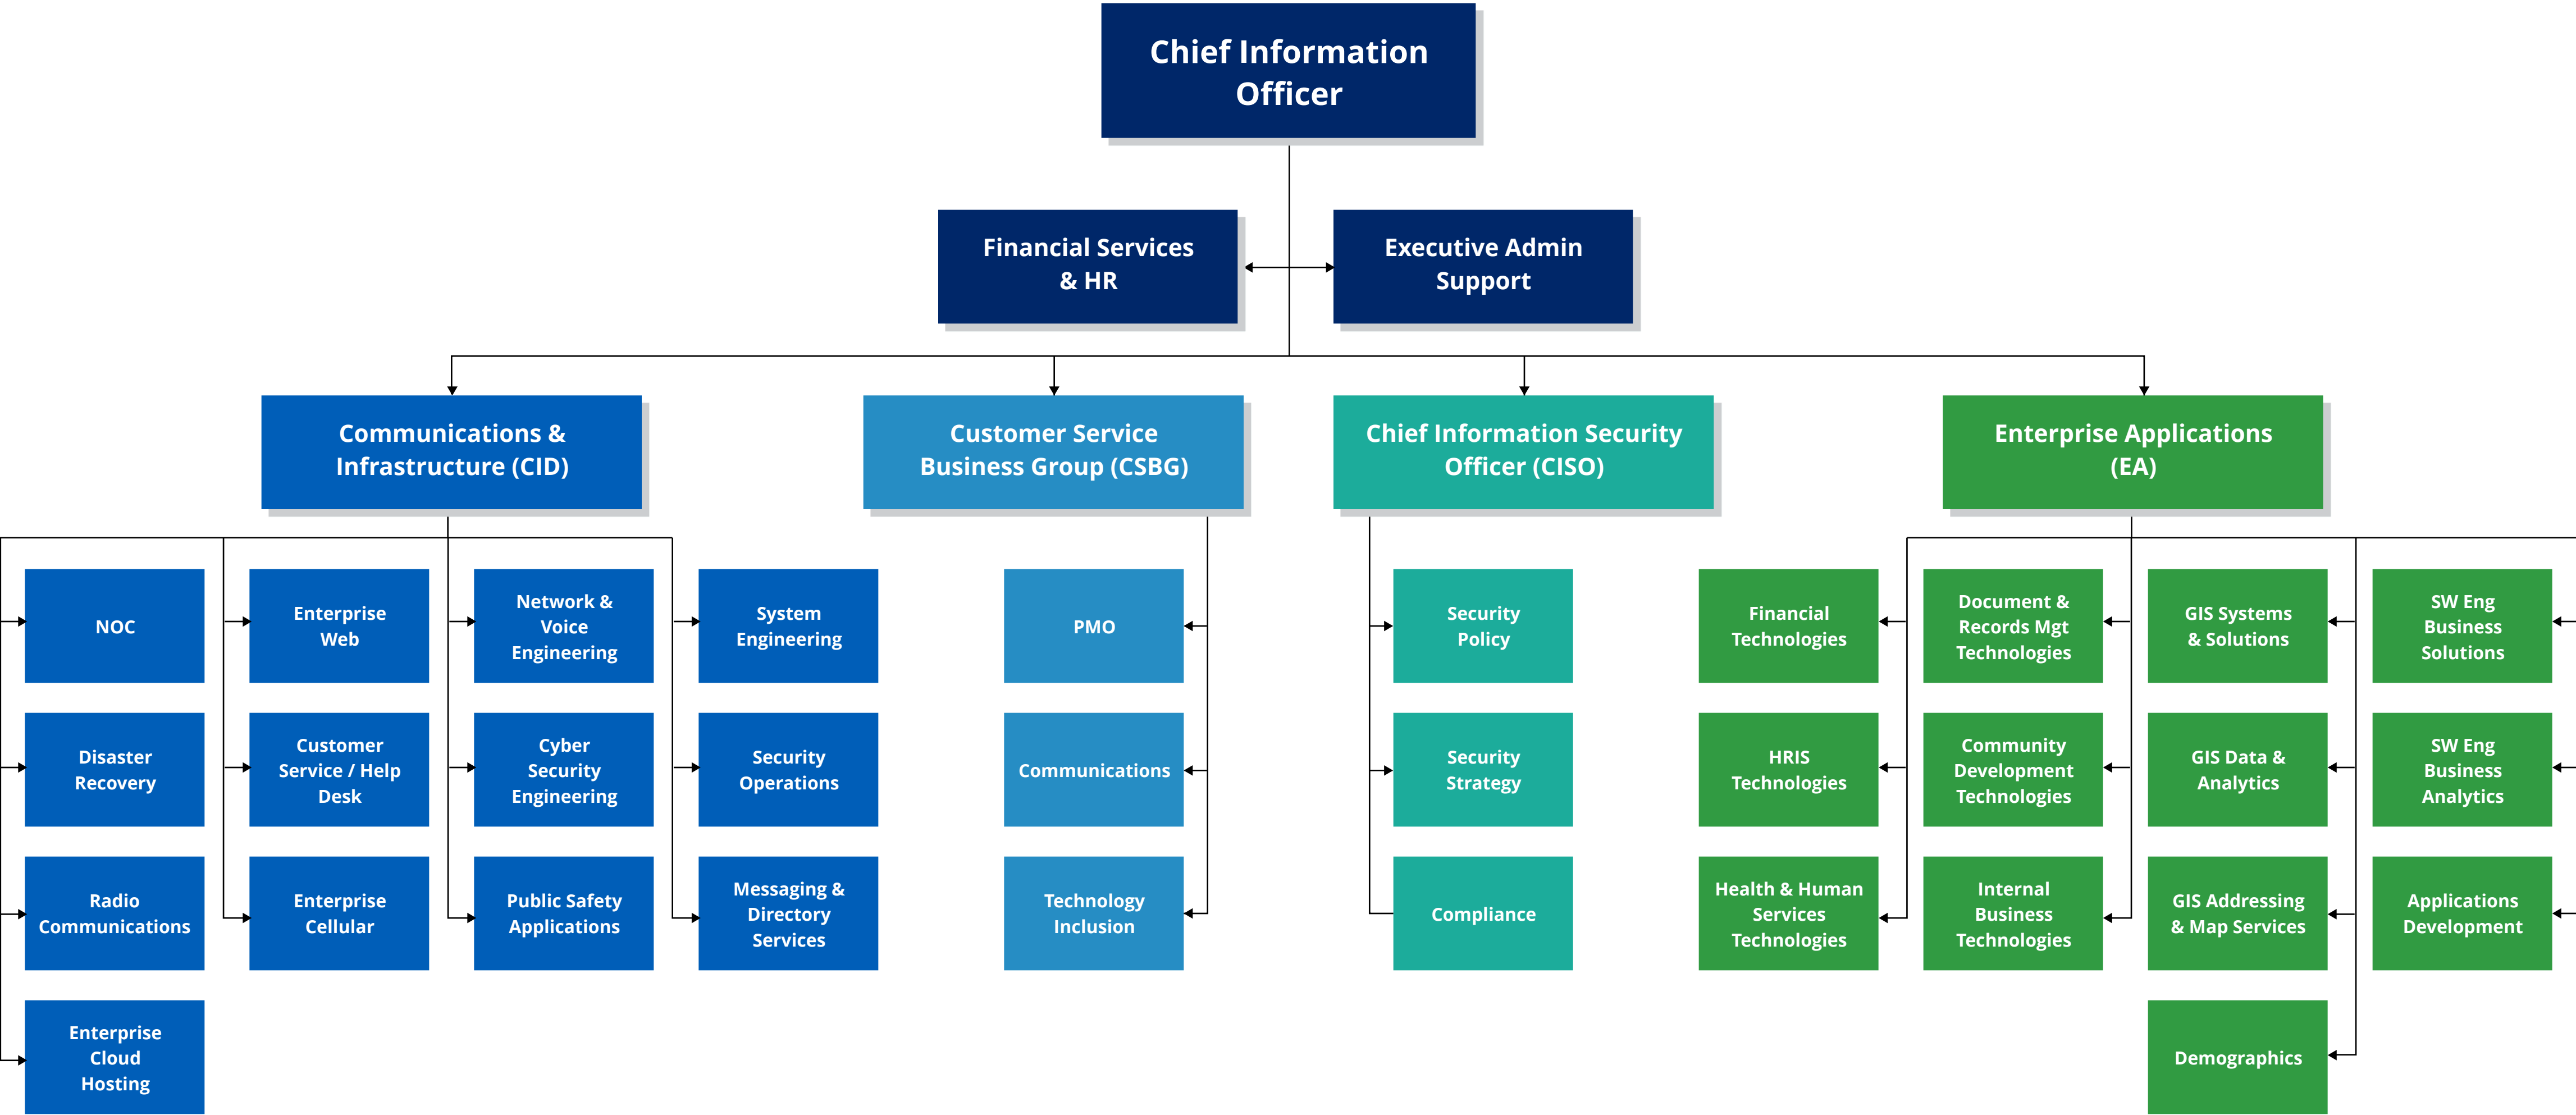 Chief Information
Officer
Financial Services
& HR
Executive Admin
Support
Communications &
Infrastructure (CID)
Customer Service
Business Group (CSBG)
Chief Information Security
Officer (CISO)
Enterprise Applications
(EA)
NOC
Disaster
Recovery
Radio
Communications
Enterprise
Cloud
Hosting
Enterprise
Web
Customer
Service / Help
Desk
Enterprise
Cellular
Network &
Voice
Engineering
Cyber
Security
Engineering
Public Safety
Applications
System
Engineering
Security
Operations
Messaging &
Directory
Services
PMO
Communications
Technology
Inclusion
Security
Policy
Security
Strategy
Compliance
Financial
Technologies
HRIS
Technologies
Health & Human
Services
Technologies
Document &
Records Mgt
Technologies
Community
Development
Technologies
Internal
Business
Technologies
GIS Systems
& Solutions
GIS Data &
Analytics
GIS Addressing
& Map Services
Demographics
SW Eng
Business
Solutions
SW Eng
Business
Analytics
Applications
Development